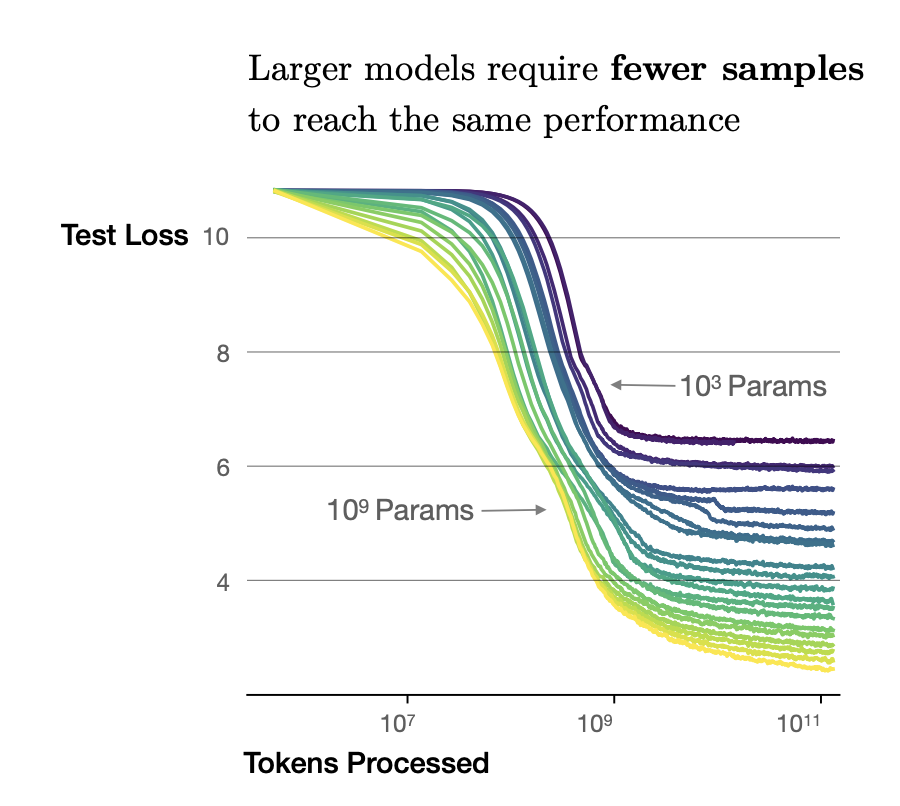 Larger models require fewer samples
to reach the same performance
Test Loss
10
8
6
4
10³ Params
10⁹ Params
10⁷
10⁹
10¹¹
Tokens Processed